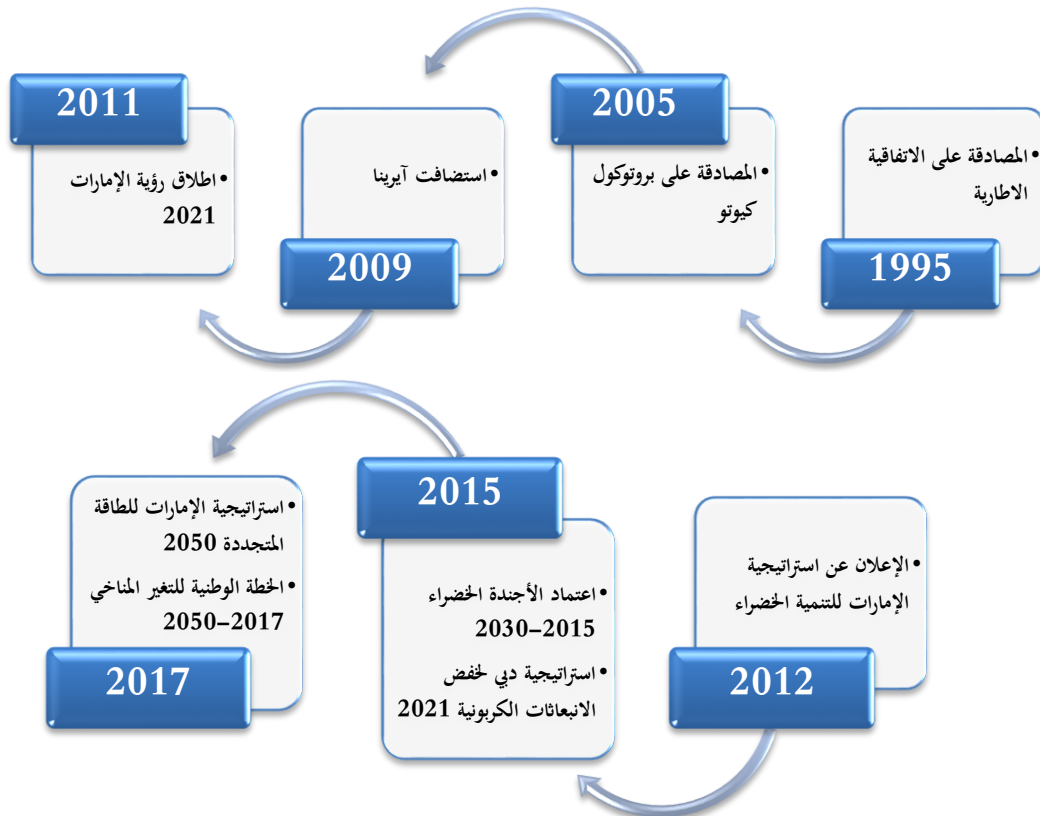 • المصادقة على الاتفاقية
الاطارية
1995
2005
• المصادقة على بروتوكول
كيوتو
• استضافت آيرينا
2009
2011
• اطلاق رؤية الإمارات
2021
• الإعلان عن استراتيجية
الإمارات للتنمية الخضراء
2012
2015
• اعتماد الأجندة الخضراء
2015–2030
• استراتيجية دبي لخفض
الانبعاثات الكربونية 2021
• استراتيجية الإمارات للطاقة
المتجددة 2050
• الخطة الوطنية للتغير المناخي
2017–2050
2017